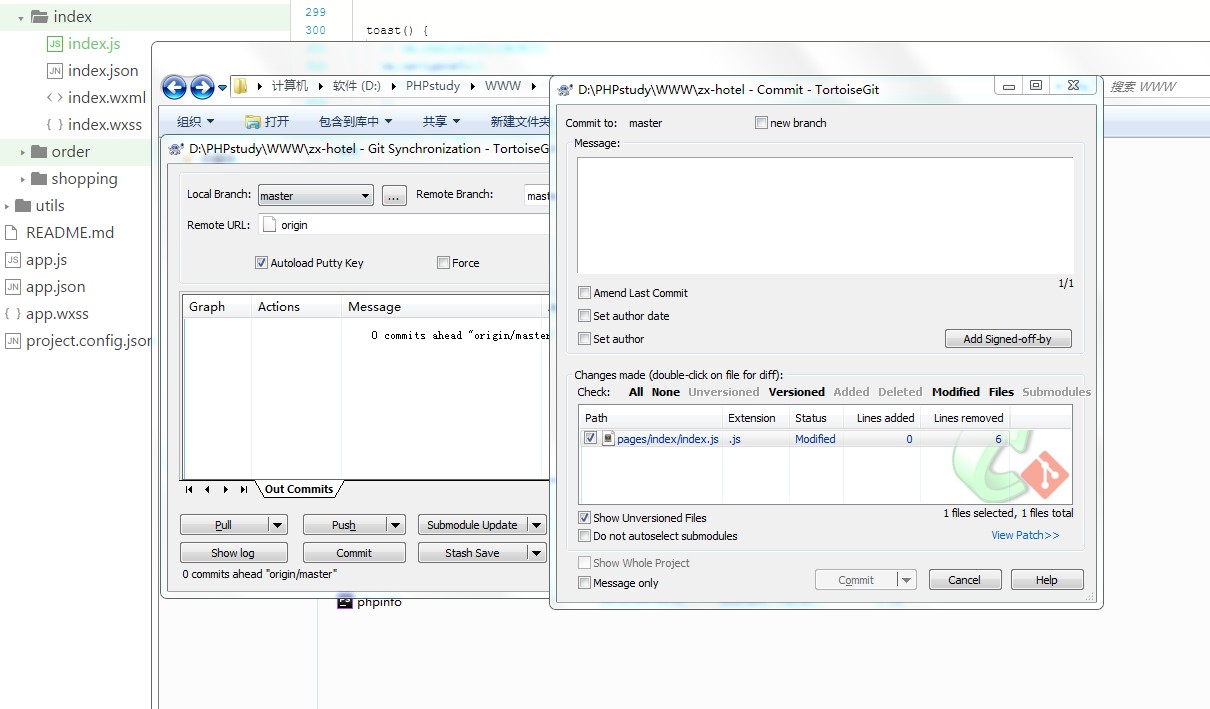 index
index.js
index.json
index.wxml
index.wxss
order
shopping
utils
README.md
app.js
app.json
app.wxss
project.config.json
299
300 toast() {
计算机 软件 (D:) PHPstudy WWW
搜索 WWW
组织 打开 包含到库中 共享 新建文件夹
D:\PHPstudy\WWW\zx-hotel - Git Synchronization - TortoiseG
Local Branch: master ... Remote Branch: mast
Remote URL: origin
Autoload Putty Key Force
Graph Actions Message
0 commits ahead "origin/master
Out Commits
Pull Push Submodule Update
Show log Commit Stash Save
0 commits ahead "origin/master"
phpinfo
D:\PHPstudy\WWW\zx-hotel - Commit - TortoiseGit
Commit to: master new branch
Message:
1/1
Amend Last Commit
Set author date
Set author
Add Signed-off-by
Changes made (double-click on file for diff):
Check: All None Unversioned Versioned Added Deleted Modified Files Submodules
Path Extension Status Lines added Lines removed
pages/index/index.js .js Modified 0 6
Show Unversioned Files
1 files selected, 1 files total
Do not autoselect submodules
View Patch>>
Show Whole Project
Message only
Commit Cancel Help